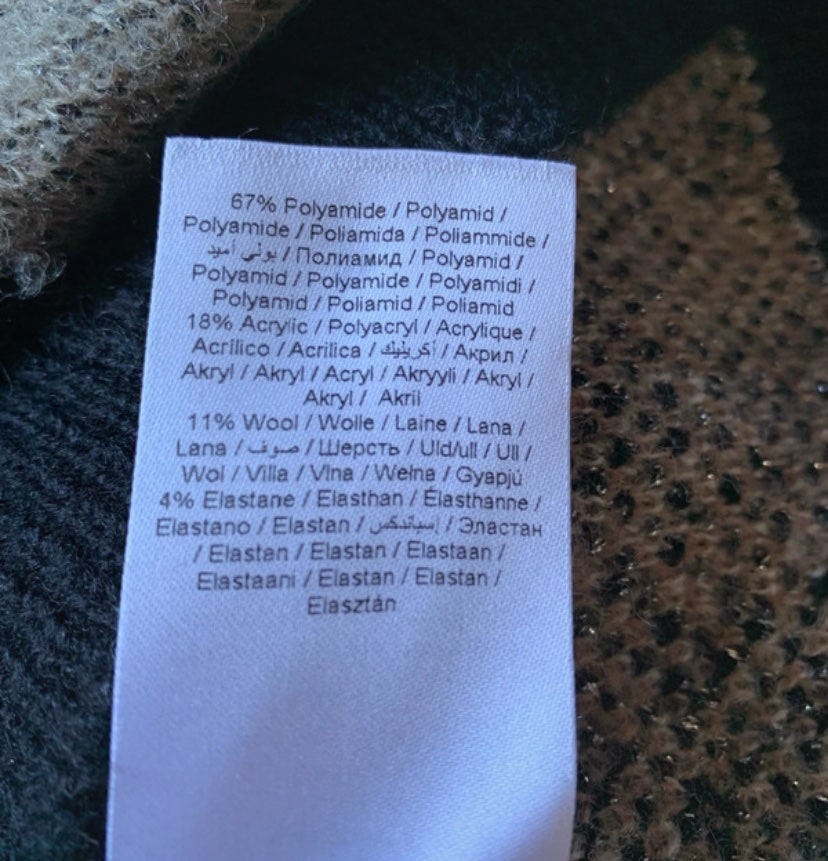 67% Polyamide / Polyamid /
Polyamide / Poliamida / Poliammide /
بولي أميد / Полиамид / Polyamid /
Polyamid / Polyamide / Polyamidi /
Polyamid / Poliamid / Poliamid
18% Acrylic / Polyacryl / Acrylique /
Acrílico / Acrilica / أكريليك / Акрил /
Akryl / Akryl / Acryl / Akryyli / Akryl /
Akryl / Akril
11% Wool / Wolle / Laine / Lana /
Lana / صوف / Шерсть / Uld/ull / Ull /
Wol / Villa / Vlna / Wełna / Gyapjú
4% Elastane / Elasthan / Élasthanne /
Elastano / Elastan / إسباندكس / Эластан
/ Elastan / Elastan / Elastaan /
Elastaani / Elastan / Elastan /
Elasztán